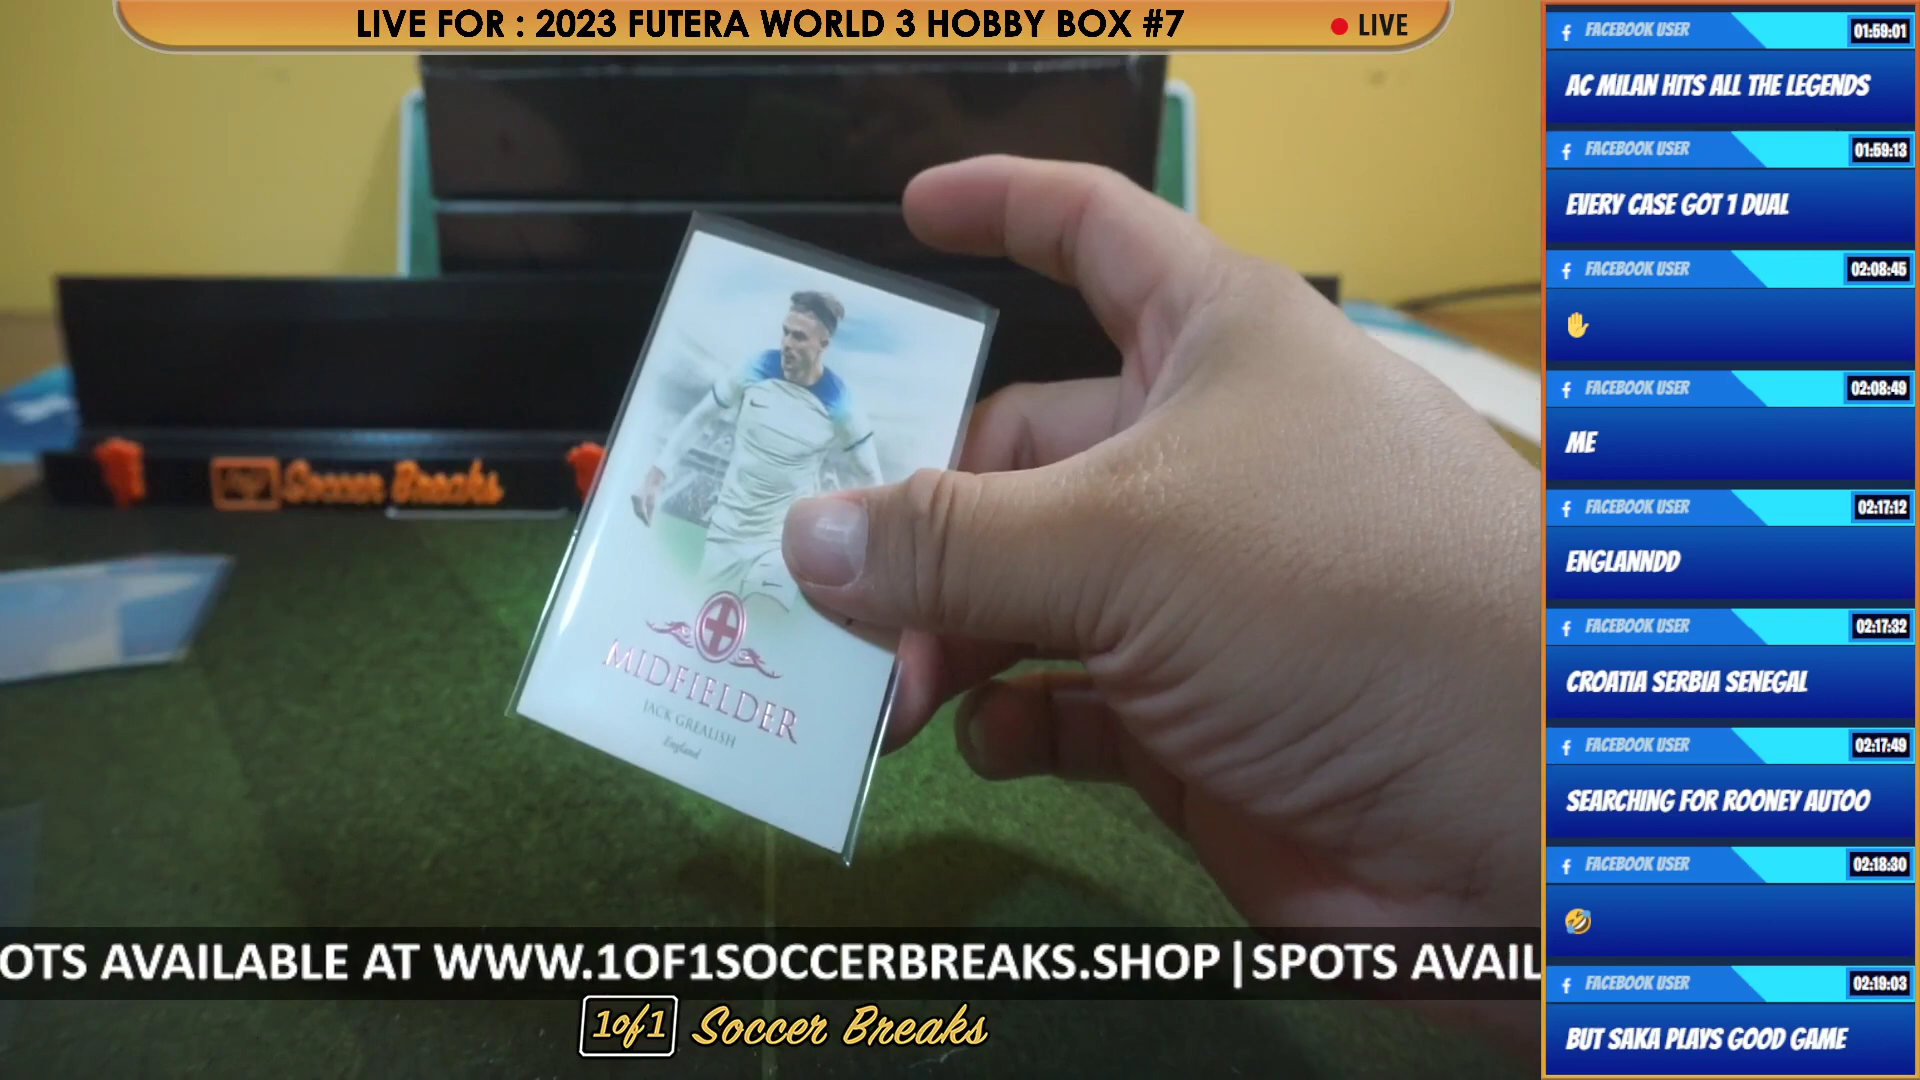 LIVE FOR : 2023 FUTERA WORLD 3 HOBBY BOX #7
LIVE
Soccer Breaks
MIDFIELDER
JACK GREALISH
England
OTS AVAILABLE AT WWW.1OF1SOCCERBREAKS.SHOP|SPOTS AVAIL
1of1 Soccer Breaks
FACEBOOK USER 01:59:01
AC MILAN HITS ALL THE LEGENDS
FACEBOOK USER 01:59:13
EVERY CASE GOT 1 DUAL
FACEBOOK USER 02:08:45
✋
FACEBOOK USER 02:08:49
ME
FACEBOOK USER 02:17:12
ENGLANNDD
FACEBOOK USER 02:17:32
CROATIA SERBIA SENEGAL
FACEBOOK USER 02:17:49
SEARCHING FOR ROONEY AUTOO
FACEBOOK USER 02:18:30
🤣
FACEBOOK USER 02:19:03
BUT SAKA PLAYS GOOD GAME